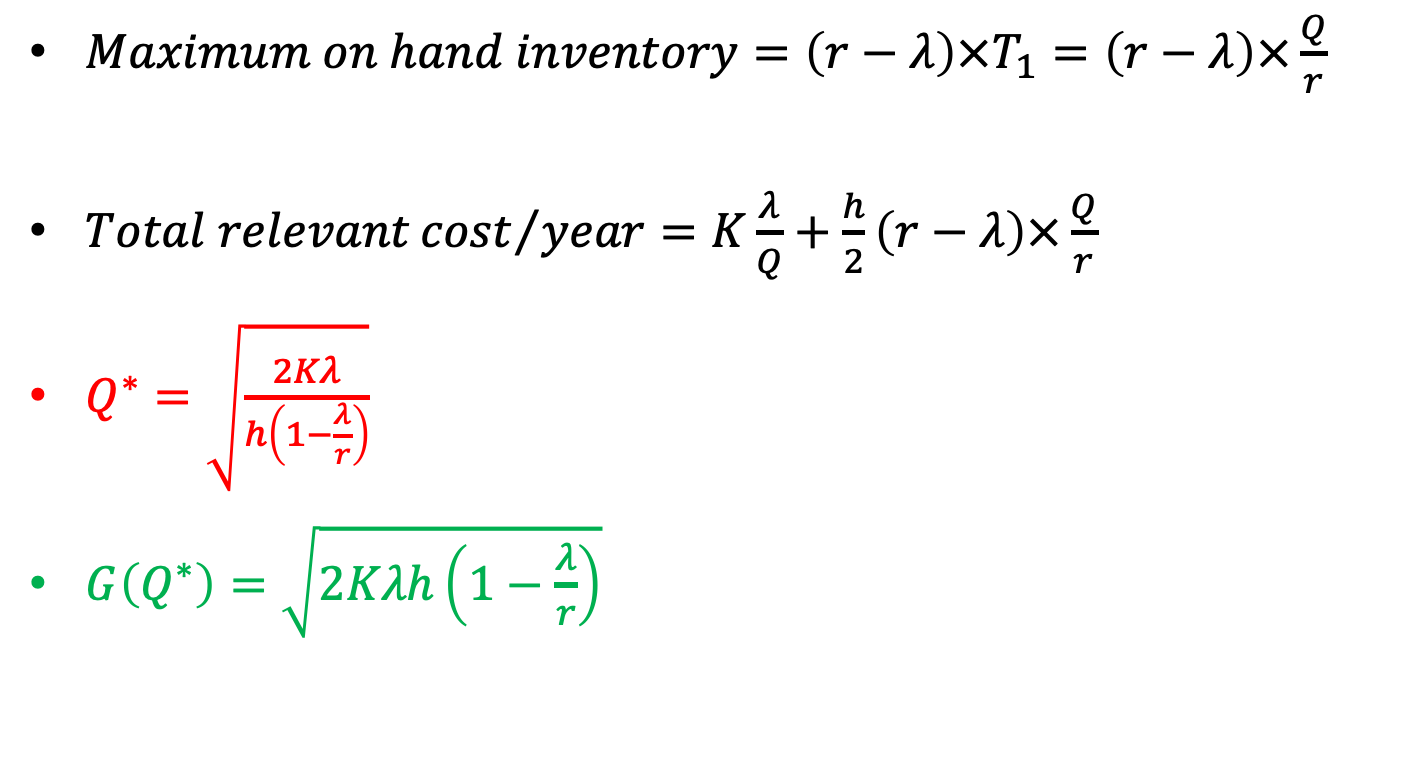 • Maximum on hand inventory = (r − λ)×T₁ = (r − λ)×Q/r
• Total relevant cost/year = K λ/Q + h/2 (r − λ)× Q/r
• Q* = √(2Kλ / h(1−λ/r))
• G(Q*) = √(2Kλh(1 − λ/r))